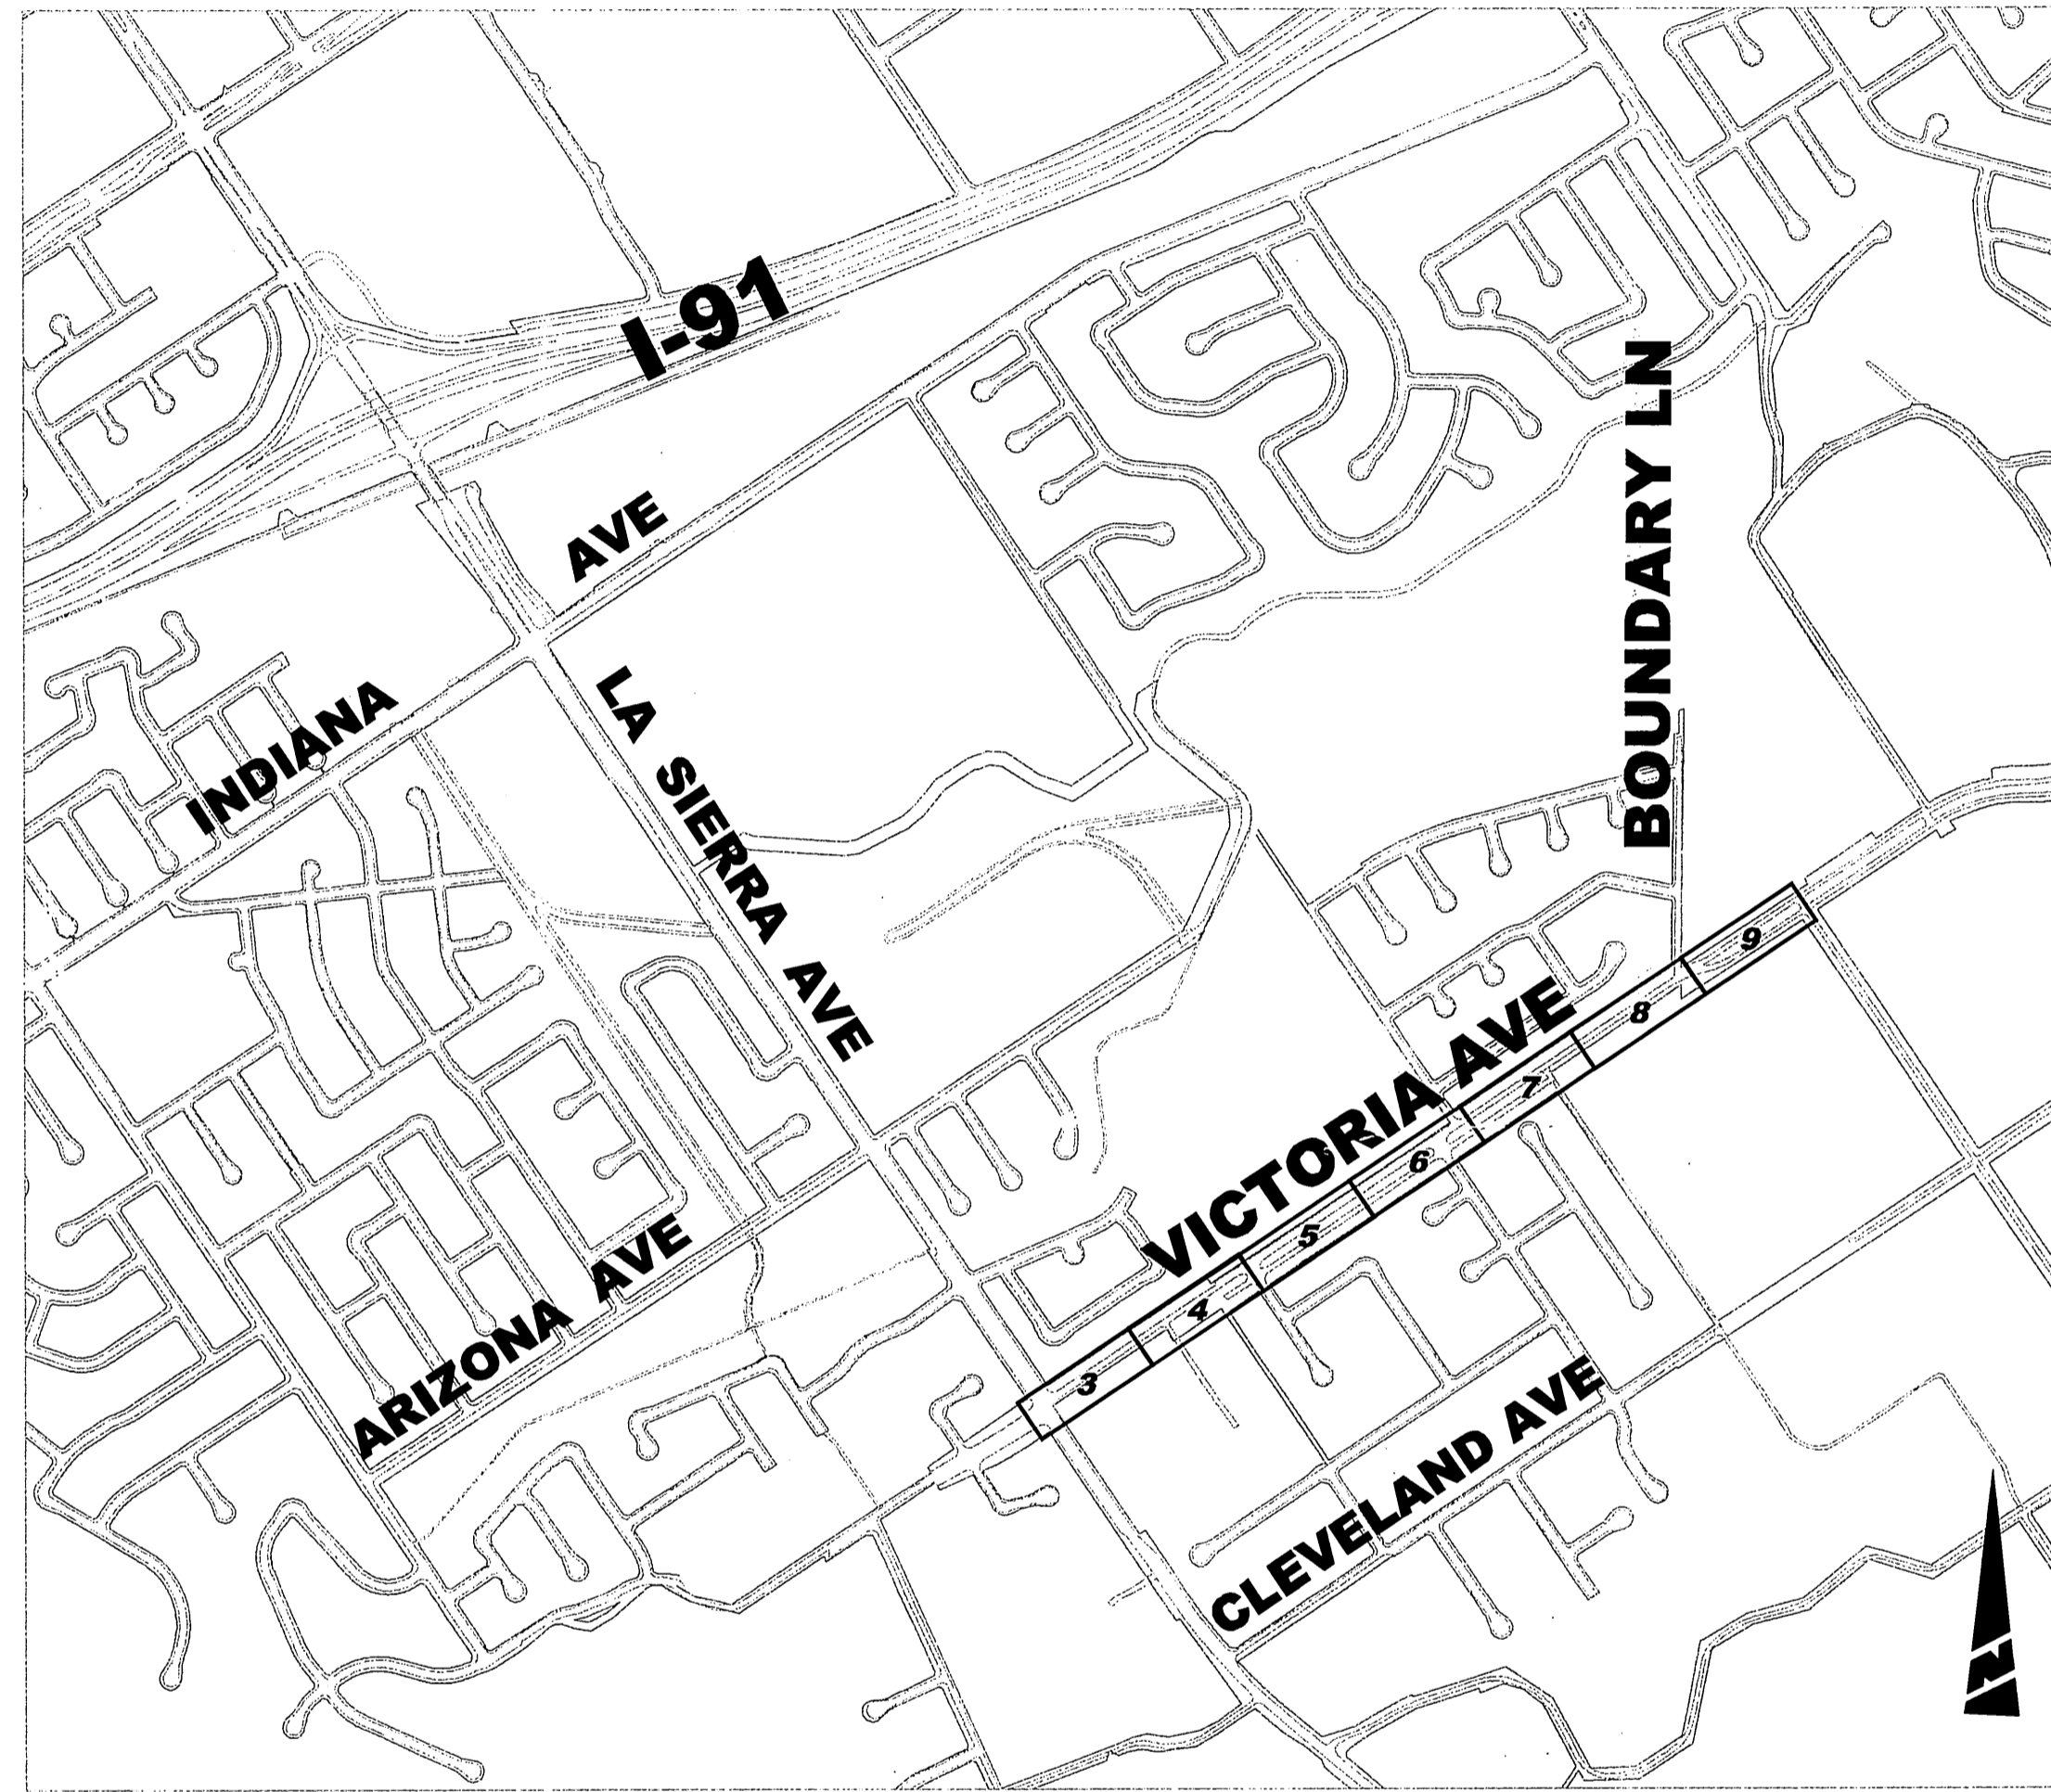 I-91
INDIANA AVE
LA SIERRA AVE
BOUNDARY LN
VICTORIA AVE
ARIZONA AVE
CLEVELAND AVE
3
4
5
6
7
8
9
N